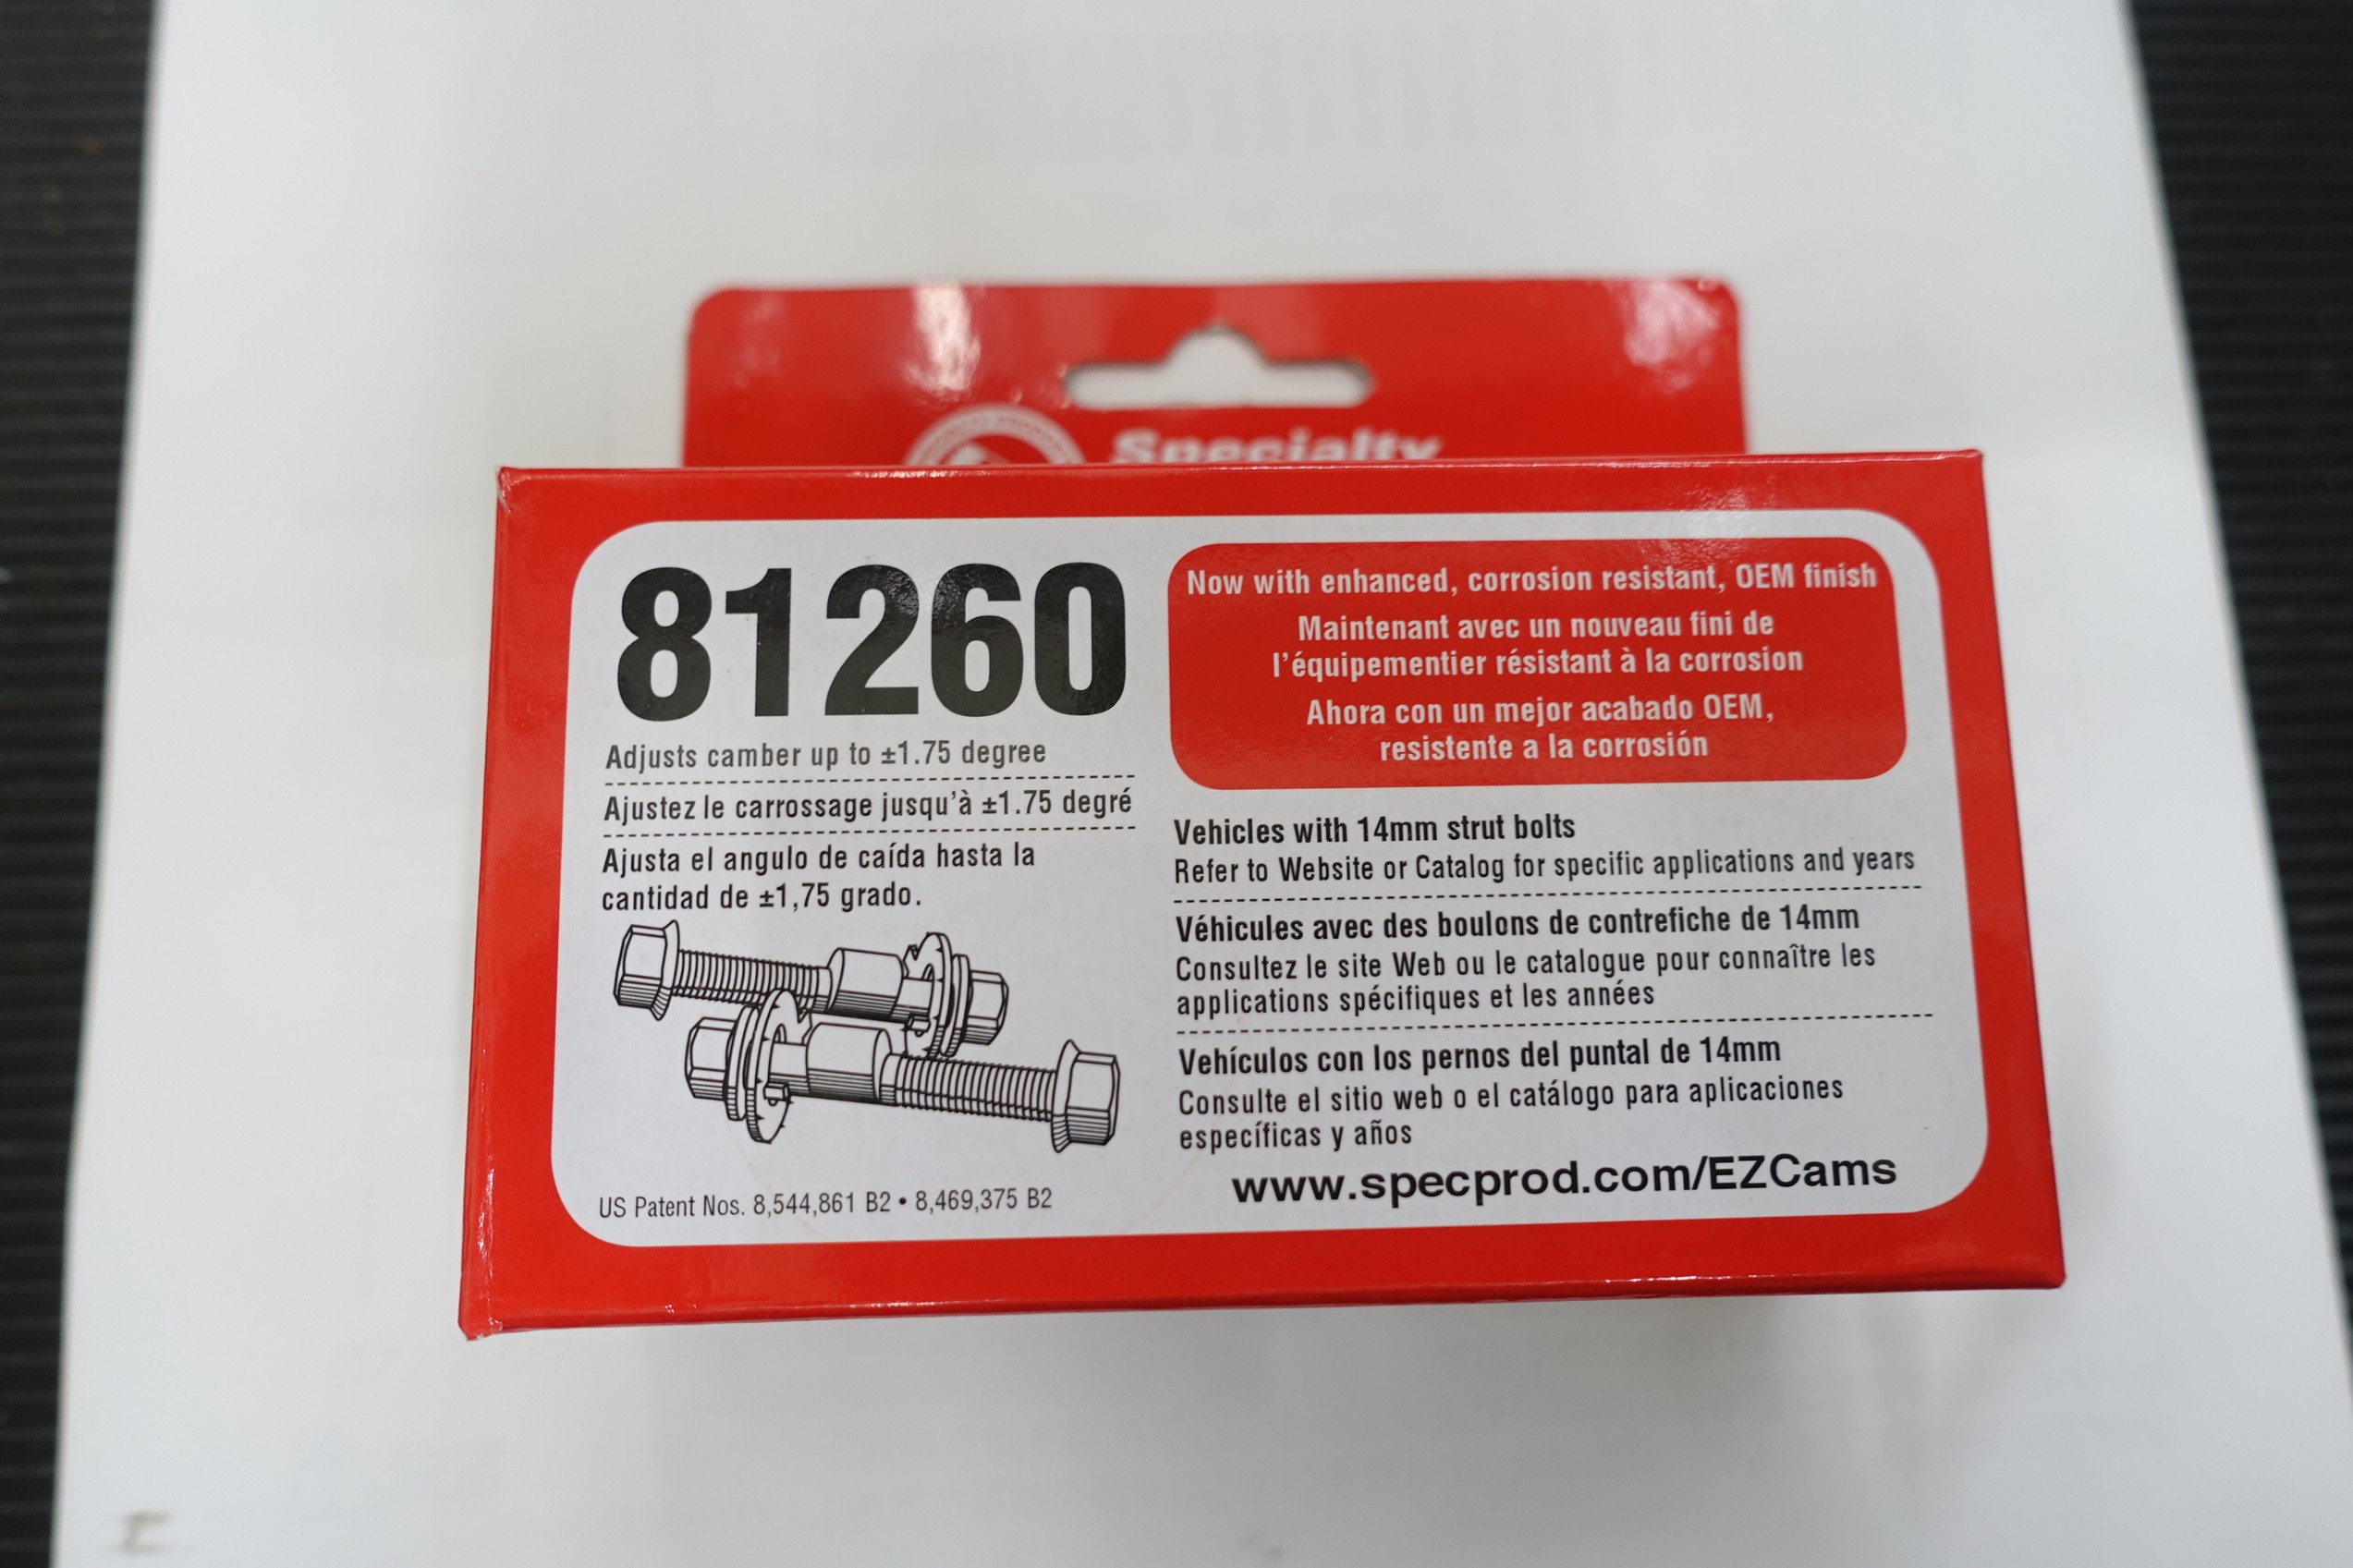 Specialty
81260
Adjusts camber up to ±1.75 degree
Ajustez le carrossage jusqu'à ±1.75 degré
Ajusta el angulo de caída hasta la
cantidad de ±1,75 grado.
US Patent Nos. 8,544,861 B2 • 8,469,375 B2
Now with enhanced, corrosion resistant, OEM finish
Maintenant avec un nouveau fini de
l'équipementier résistant à la corrosion
Ahora con un mejor acabado OEM,
resistente a la corrosión
Vehicles with 14mm strut bolts
Refer to Website or Catalog for specific applications and years
Véhicules avec des boulons de contrefiche de 14mm
Consultez le site Web ou le catalogue pour connaître les
applications spécifiques et les années
Vehículos con los pernos del puntal de 14mm
Consulte el sitio web o el catálogo para aplicaciones
específicas y años
www.specprod.com/EZCams